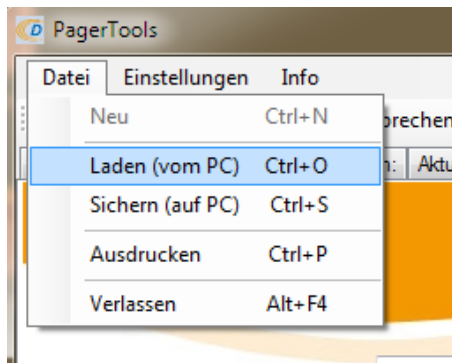 PagerTools
Datei Einstellungen Info
Neu Ctrl+N
Laden (vom PC) Ctrl+O
Sichern (auf PC) Ctrl+S
Ausdrucken Ctrl+P
Verlassen Alt+F4